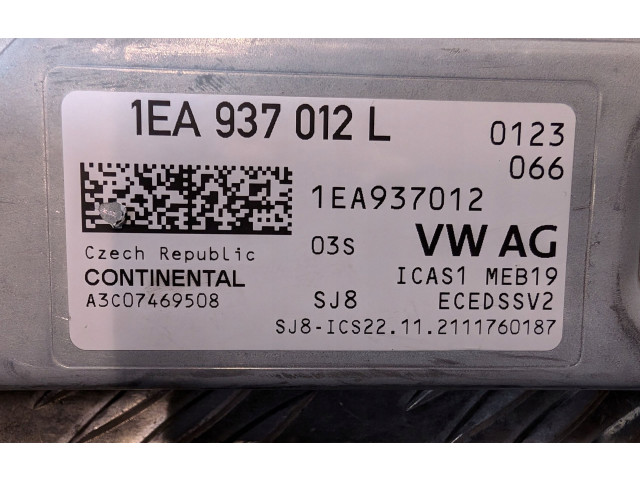 1EA 937 012 L
0123
066
1EA937012
Czech Republic
03S
VW AG
CONTINENTAL
ICAS1 MEB19
A3C07469508
SJ8
ECEDSSV2
SJ8-ICS22.11.2111760187